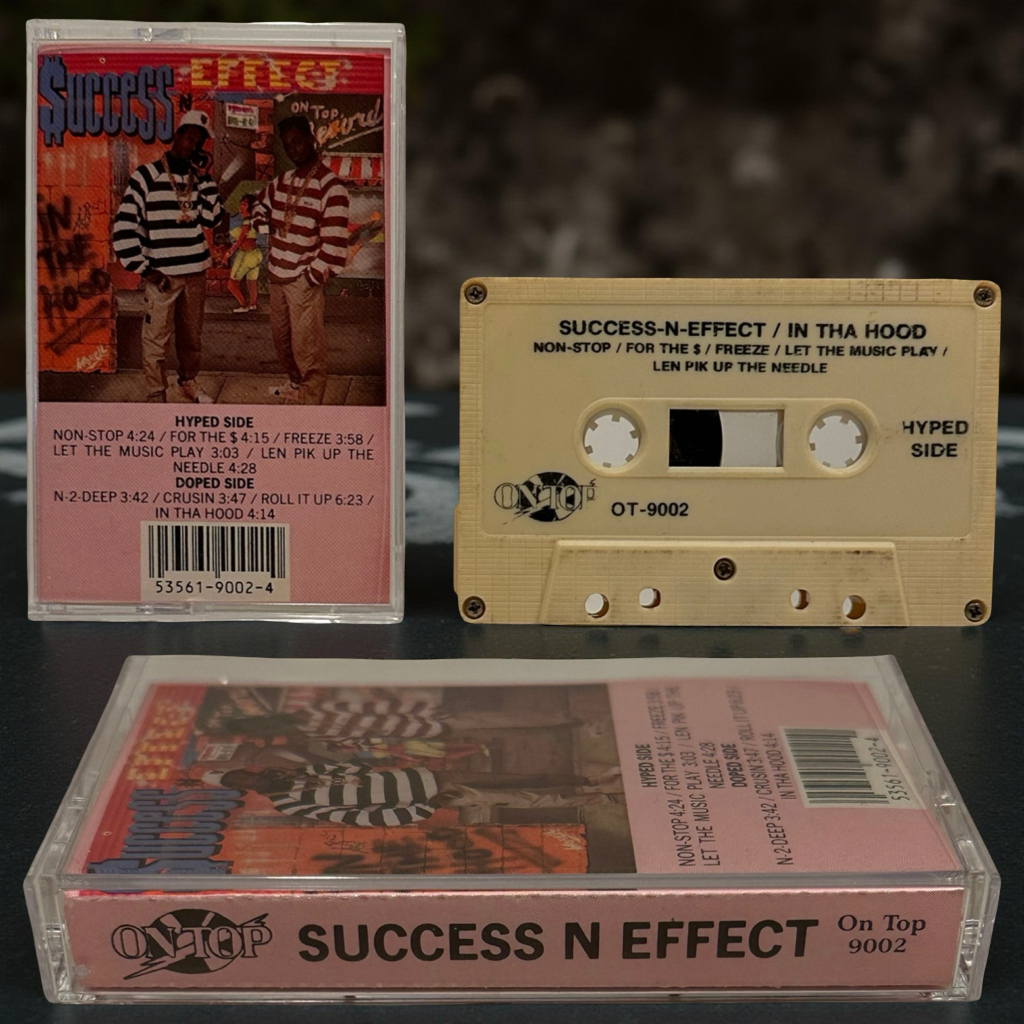 $uccess
N
EFFECT
ON TOP
Record
IN
THE
HOOD
HYPED SIDE
NON-STOP 4:24 / FOR THE $ 4:15 / FREEZE 3:58 /
LET THE MUSIC PLAY 3:03 / LEN PIK UP THE
NEEDLE 4:28
DOPED SIDE
N-2-DEEP 3:42 / CRUSIN 3:47 / ROLL IT UP 6:23 /
IN THA HOOD 4:14
53561-9002-4
SUCCESS-N-EFFECT / IN THA HOOD
NON-STOP / FOR THE $ / FREEZE / LET THE MUSIC PLAY /
LEN PIK UP THE NEEDLE
HYPED
SIDE
ON TOP
OT-9002
$uccess
HYPED SIDE
NON-STOP 4:24 / FOR THE $ 4:15 / FREEZE 3:58 /
LET THE MUSIC PLAY 3:03 / LEN PIK UP THE
NEEDLE 4:28
DOPED SIDE
N-2-DEEP 3:42 / CRUSIN 3:47 / ROLL IT UP 6:23 /
IN THA HOOD 4:14
53561-9002-4
ON TOP
SUCCESS N EFFECT
On Top
9002